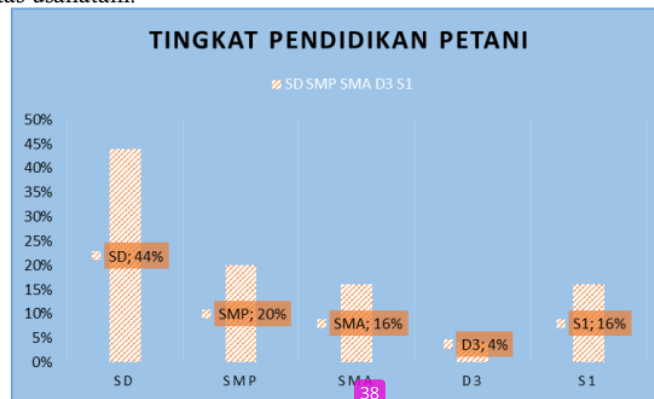 TINGKAT PENDIDIKAN PETANI
SD SMP SMA D3 S1
50%
45%
40%
35%
30%
25%
20%
15%
10%
5%
0%
SD; 44%
SMP; 20%
SMA; 16%
D3; 4%
S1; 16%
SD SMP SMA D3 S1
38